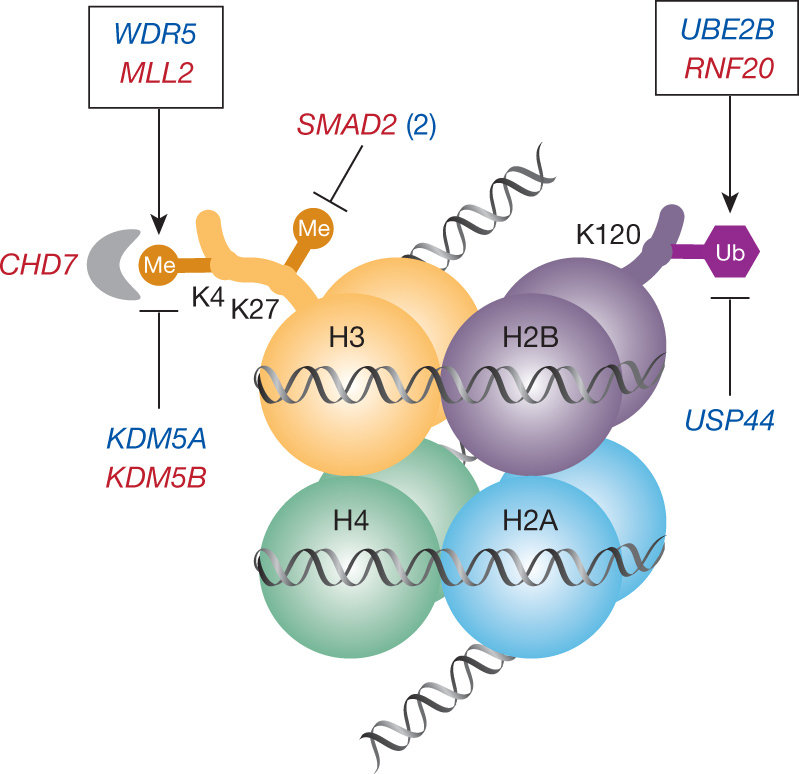 WDR5
MLL2
UBE2B
RNF20
SMAD2 (2)
Me
K120
CHD7
Me
Ub
K4
K27
H3
H2B
KDM5A
KDM5B
USP44
H4
H2A